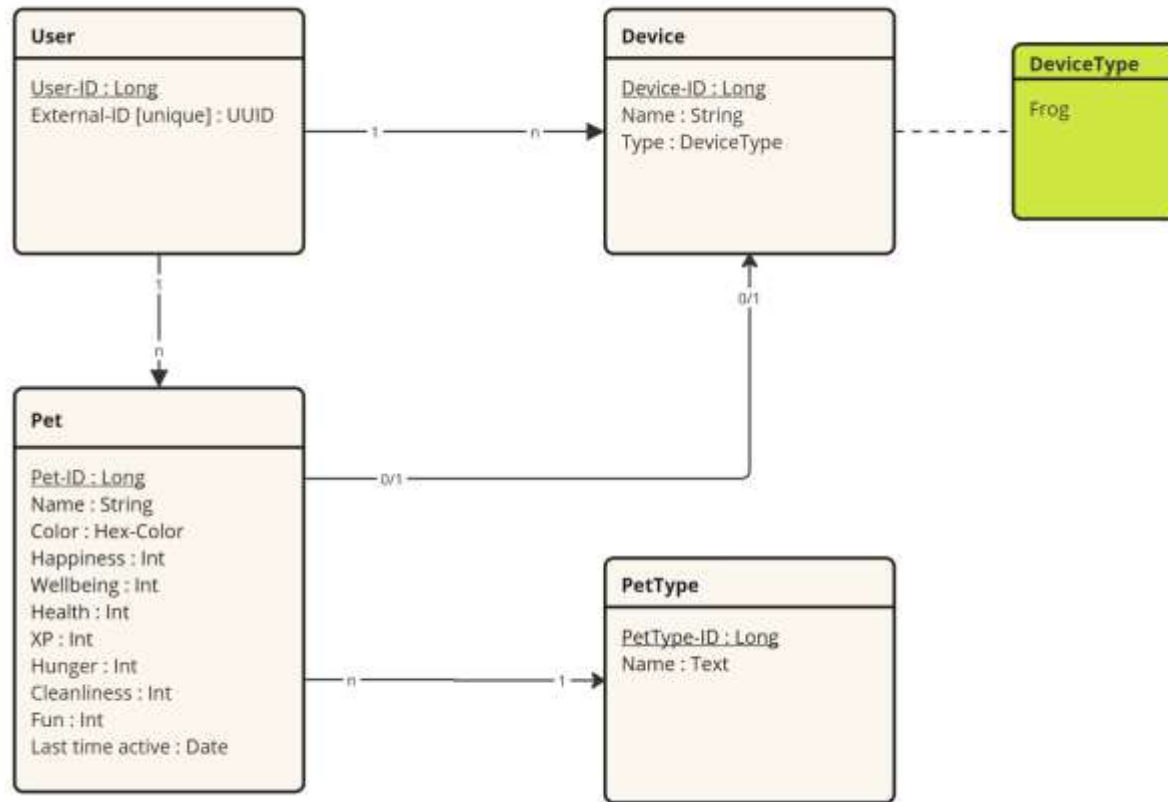 User
User-ID : Long
External-ID [unique] : UUID
1
n
Device
Device-ID : Long
Name : String
Type : DeviceType
DeviceType
Frog
1
n
0/1
0/1
Pet
Pet-ID : Long
Name : String
Color : Hex-Color
Happiness : Int
Wellbeing : Int
Health : Int
XP : Int
Hunger : Int
Cleanliness : Int
Fun : Int
Last time active : Date
n
1
PetType
PetType-ID : Long
Name : Text